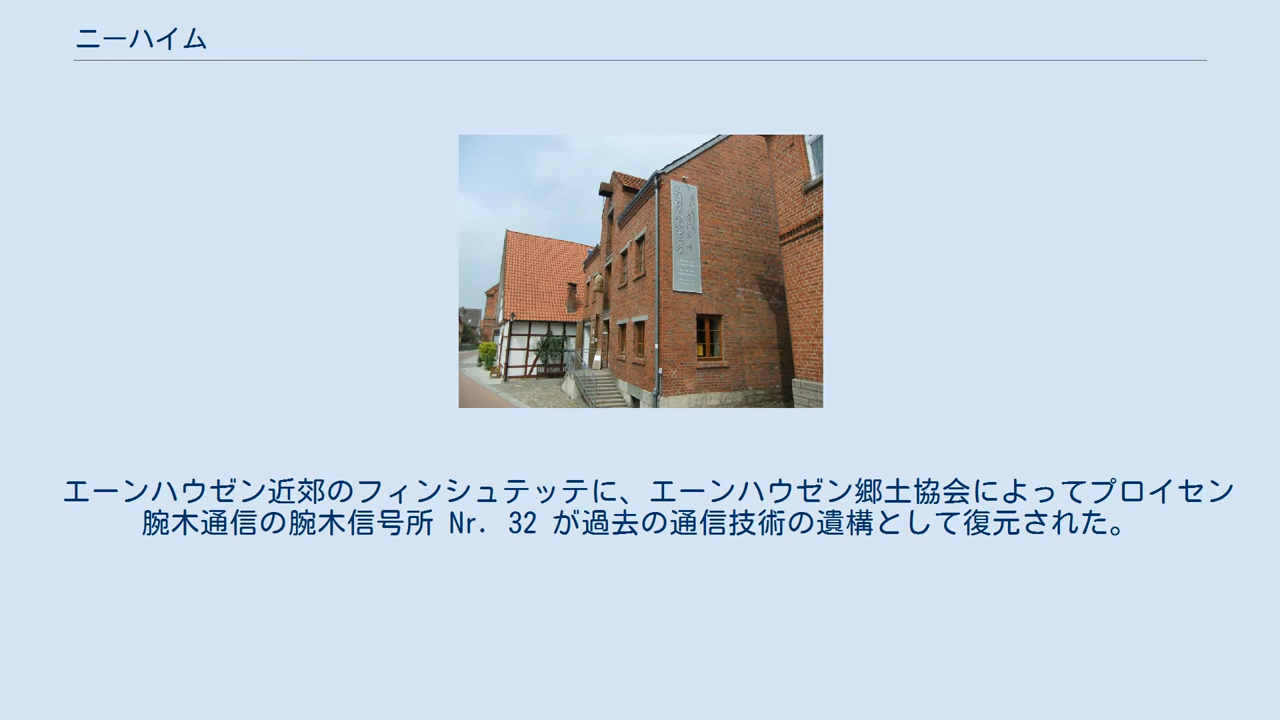 ニーハイム
エーンハウゼン近郊のフィンシュテッテに、エーンハウゼン郷土協会によってプロイセン
腕木通信の腕木信号所 Nr. 32 が過去の通信技術の遺構として復元された。